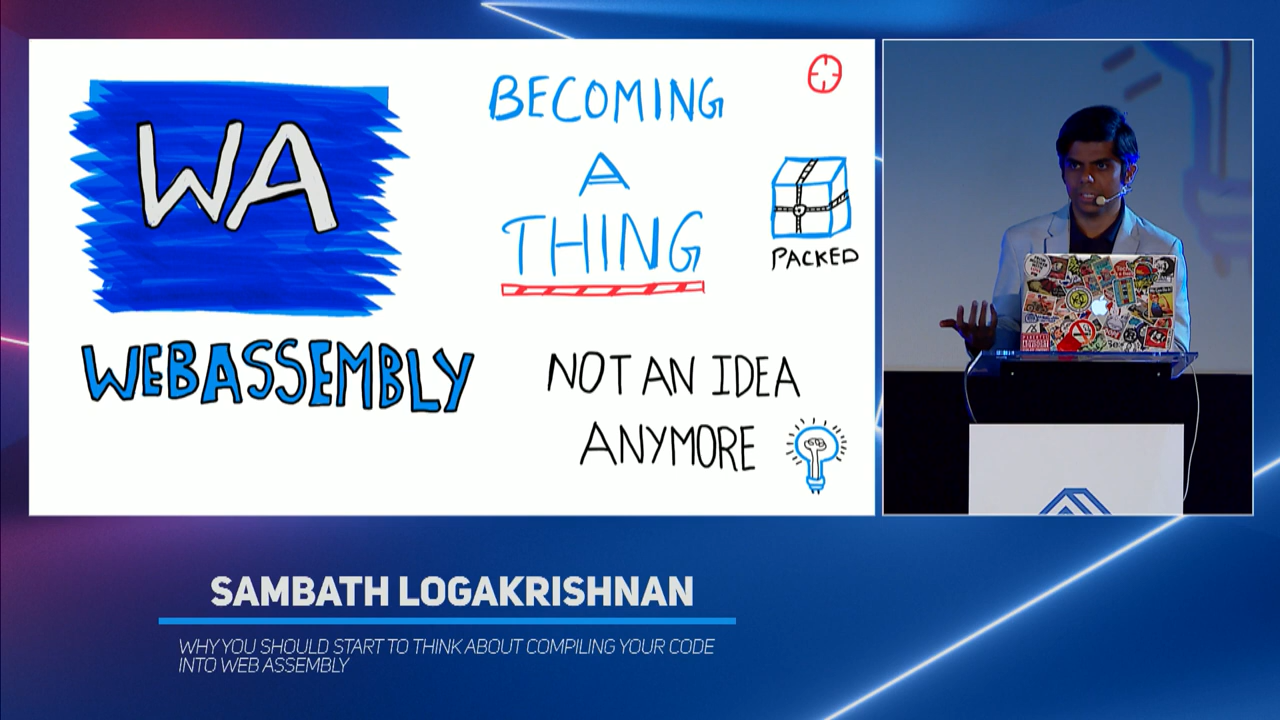 WA
WEBASSEMBLY
BECOMING
A
THING
PACKED
NOT AN IDEA
ANYMORE
SAMBATH LOGAKRISHNAN
WHY YOU SHOULD START TO THINK ABOUT COMPILING YOUR CODE
INTO WEB ASSEMBLY